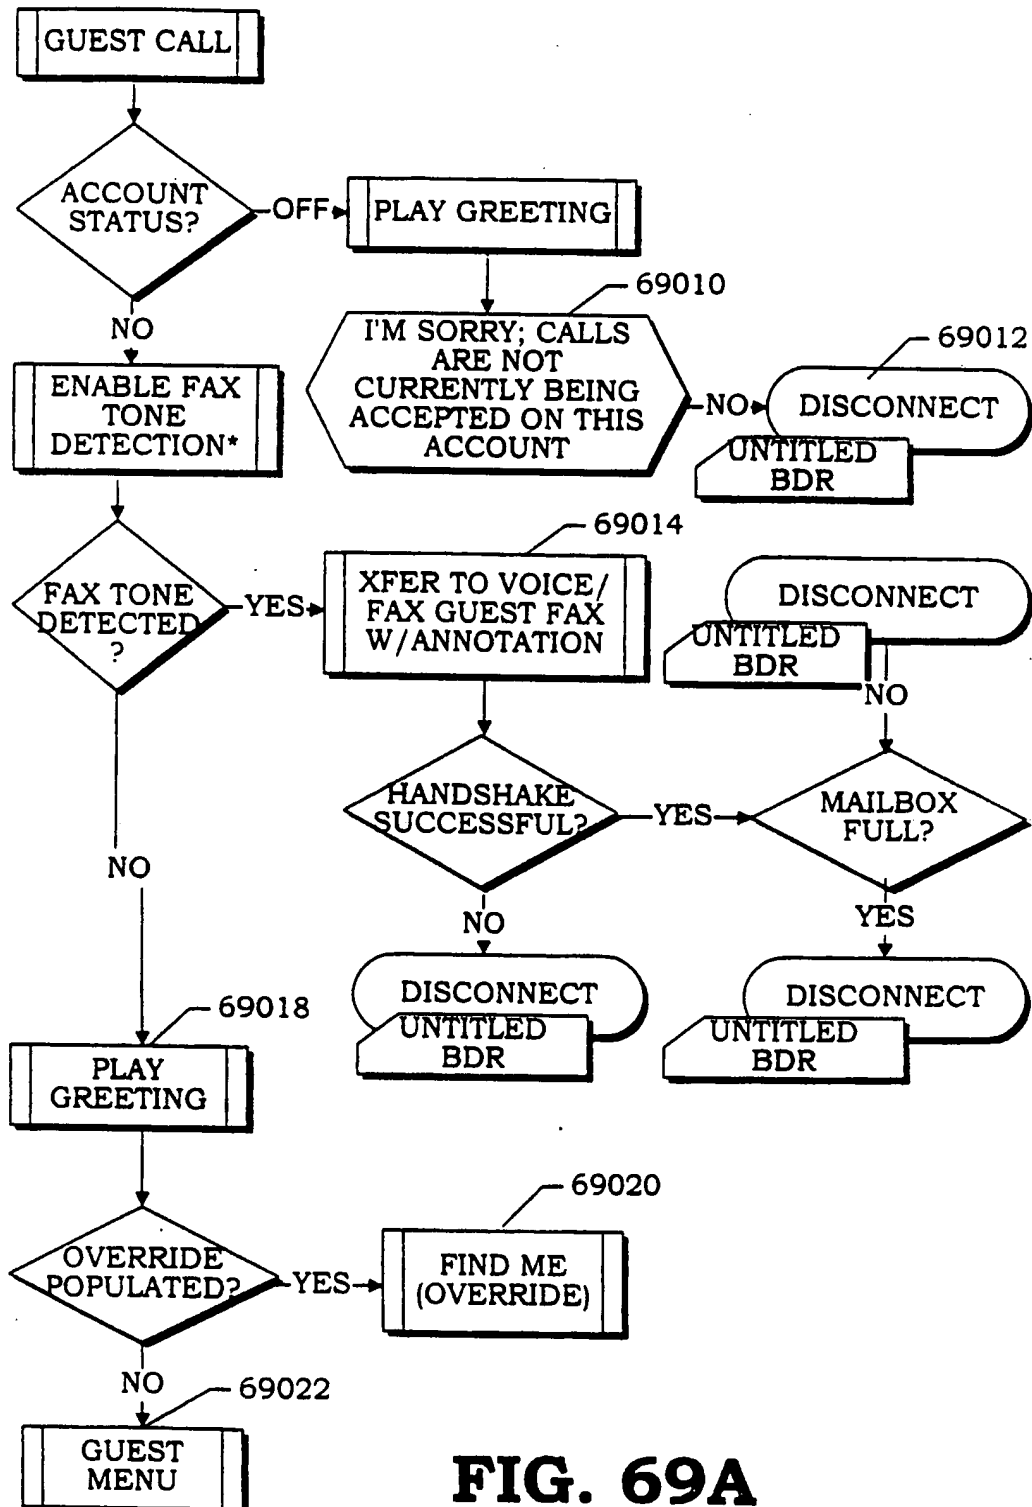 GUEST CALL
ACCOUNT
STATUS?
OFF
PLAY GREETING
69010
NO
I'M SORRY; CALLS
ARE NOT
CURRENTLY BEING
ACCEPTED ON THIS
ACCOUNT
NO
69012
DISCONNECT
UNTITLED
BDR
ENABLE FAX
TONE
DETECTION*
69014
FAX TONE
DETECTED
?
YES
XFER TO VOICE/
FAX GUEST FAX
W/ANNOTATION
DISCONNECT
UNTITLED
BDR
NO
HANDSHAKE
SUCCESSFUL?
YES
MAILBOX
FULL?
NO
NO
YES
DISCONNECT
UNTITLED
BDR
DISCONNECT
UNTITLED
BDR
69018
PLAY
GREETING
69020
OVERRIDE
POPULATED?
YES
FIND ME
(OVERRIDE)
NO
69022
GUEST
MENU
FIG. 69A